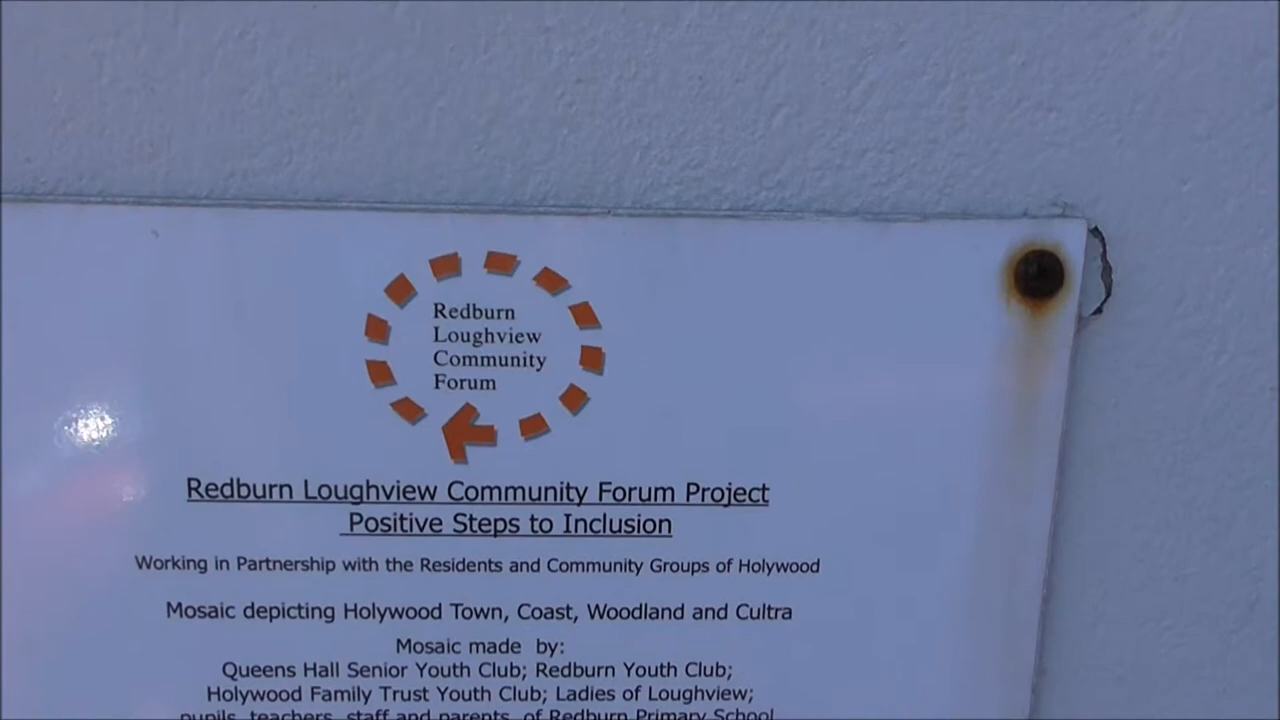 Redburn
Loughview
Community
Forum
Redburn Loughview Community Forum Project
Positive Steps to Inclusion
Working in Partnership with the Residents and Community Groups of Holywood
Mosaic depicting Holywood Town, Coast, Woodland and Cultra
Mosaic made by:
Queens Hall Senior Youth Club; Redburn Youth Club;
Holywood Family Trust Youth Club; Ladies of Loughview;
pupils, teachers, staff and parents, of Redburn Primary School